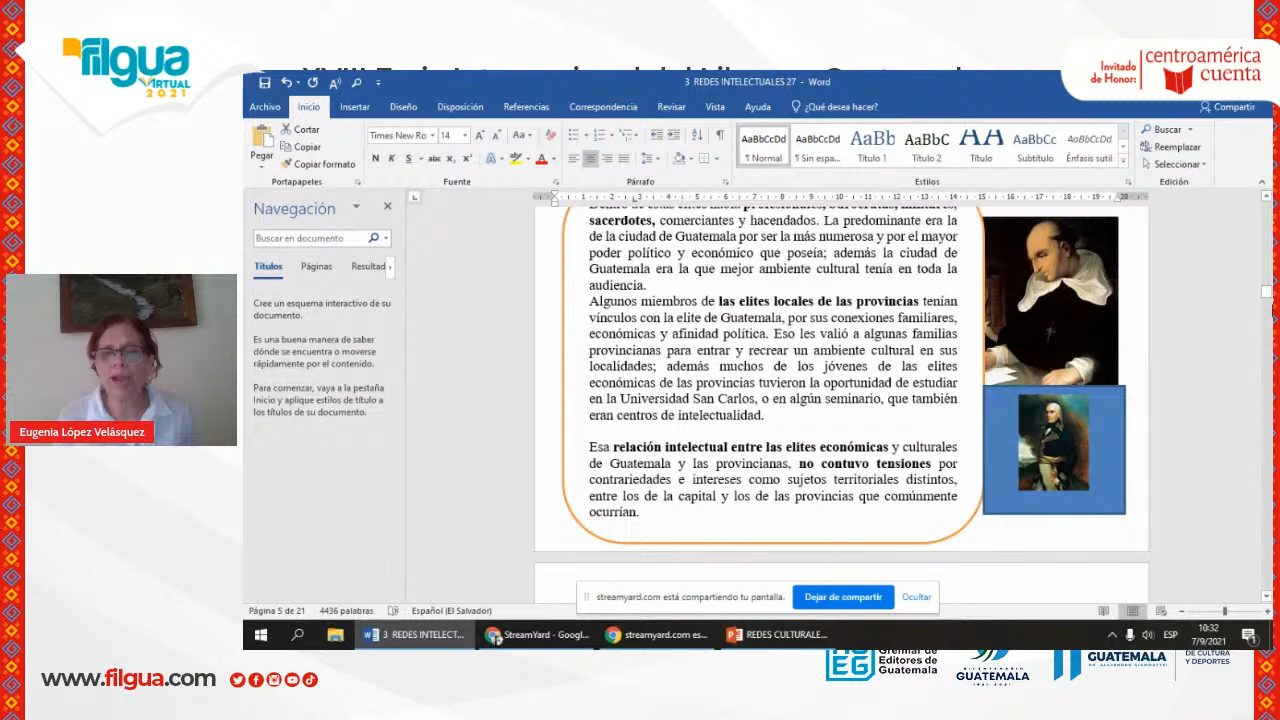 filgua
VIRTUAL
2021
Invitado
de Honor:
centroamérica
cuenta
3 REDES INTELECTUALES 27 - Word
Archivo Inicio Insertar Diseño Disposición Referencias Correspondencia Revisar Vista Ayuda ¿Qué desea hacer? Compartir
Pegar
Cortar
Copiar
Copiar formato
Portapapeles
Times New Ro 14
N K S abc
Fuente
Párrafo
AaBbCcDd AaBbCcDd AaBb AaBbC AA AaBbCc AaBbCcDd
¶ Normal ¶ Sin espa... Título 1 Título 2 Título Subtítulo Énfasis sutil
Estilos
Buscar
Reemplazar
Seleccionar
Edición
Navegación
Buscar en documento
Títulos Páginas Resultad
Cree un esquema interactivo de su
documento.
Es una buena manera de saber
dónde se encuentra o moverse
rápidamente por el contenido.
Para comenzar, vaya a la pestaña
Inicio y aplique estilos de título a
los títulos de su documento.
sacerdotes, comerciantes y hacendados. La predominante era la
de la ciudad de Guatemala por ser la más numerosa y por el mayor
poder político y económico que poseía; además la ciudad de
Guatemala era la que mejor ambiente cultural tenía en toda la
audiencia.
Algunos miembros de las elites locales de las provincias tenían
vínculos con la elite de Guatemala, por sus conexiones familiares,
económicas y afinidad política. Eso les valió a algunas familias
provincianas para entrar y recrear un ambiente cultural en sus
localidades; además muchos de los jóvenes de las elites
económicas de las provincias tuvieron la oportunidad de estudiar
en la Universidad San Carlos, o en algún seminario, que también
eran centros de intelectualidad.
Esa relación intelectual entre las elites económicas y culturales
de Guatemala y las provincianas, no contuvo tensiones por
contrariedades e intereses como sujetos territoriales distintos,
entre los de la capital y los de las provincias que comúnmente
ocurrían.
Eugenia López Velásquez
streamyard.com está compartiendo tu pantalla. Dejar de compartir Ocultar
Página 5 de 21 4436 palabras Español (El Salvador)
3 REDES INTELECT... StreamYard - Googl... streamyard.com es... REDES CULTURALE... ESP 10:32
7/9/2021
www.filgua.com
Gremial de
Editores de
Guatemala
BICENTENARIO
GUATEMALA
GUATEMALA
DE CULTURA
Y DEPORTES